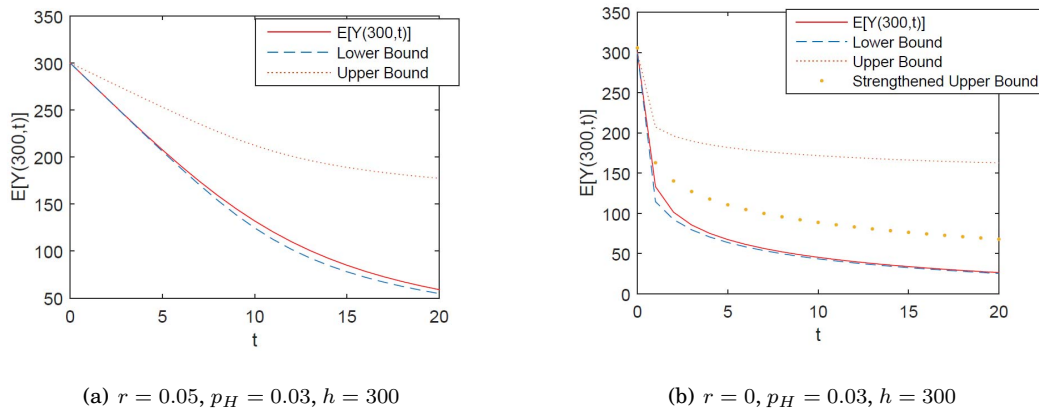 350
300
250
200
150
100
50
0
5
10
15
20
t
E[Y(300,t)]
E[Y(300,t)]
Lower Bound
Upper Bound
(a) r = 0.05, p_H = 0.03, h = 300
350
300
250
200
150
100
50
0
0
5
10
15
20
t
E[Y(300,t)]
E[Y(300,t)]
Lower Bound
Upper Bound
Strengthened Upper Bound
(b) r = 0, p_H = 0.03, h = 300